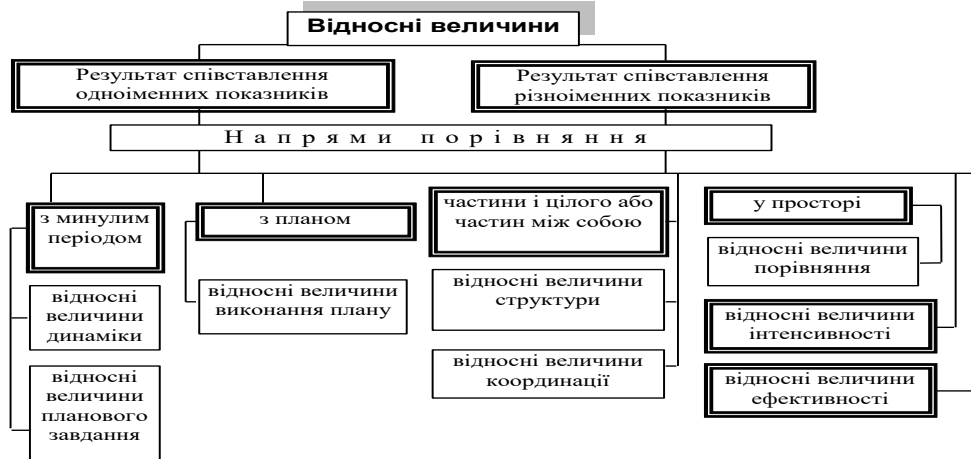 Відносні величини
Результат співставлення
одноіменних показників
Результат співставлення
різноіменних показників
Напрями порівняння
з минулим
періодом
з планом
частини і цілого або
частин між собою
у просторі
відносні величини
порівняння
відносні
величини
динаміки
відносні величини
виконання плану
відносні величини
структури
відносні величини
інтенсивності
відносні
величини
планового
завдання
відносні величини
координації
відносні величини
ефективності